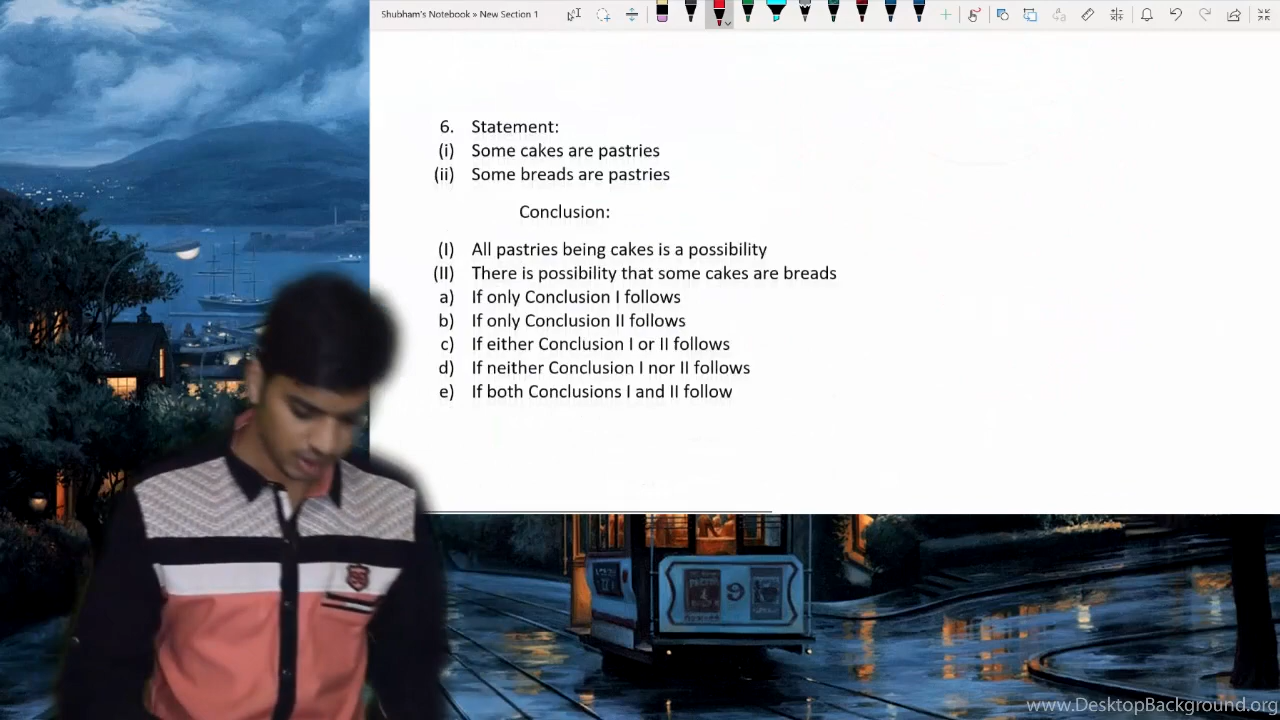 Shubham's Notebook » New Section 1
6. Statement:
(i) Some cakes are pastries
(ii) Some breads are pastries
Conclusion:
(I) All pastries being cakes is a possibility
(II) There is possibility that some cakes are breads
a) If only Conclusion I follows
b) If only Conclusion II follows
c) If either Conclusion I or II follows
d) If neither Conclusion I nor II follows
e) If both Conclusions I and II follow
9
www.DesktopBackground.org